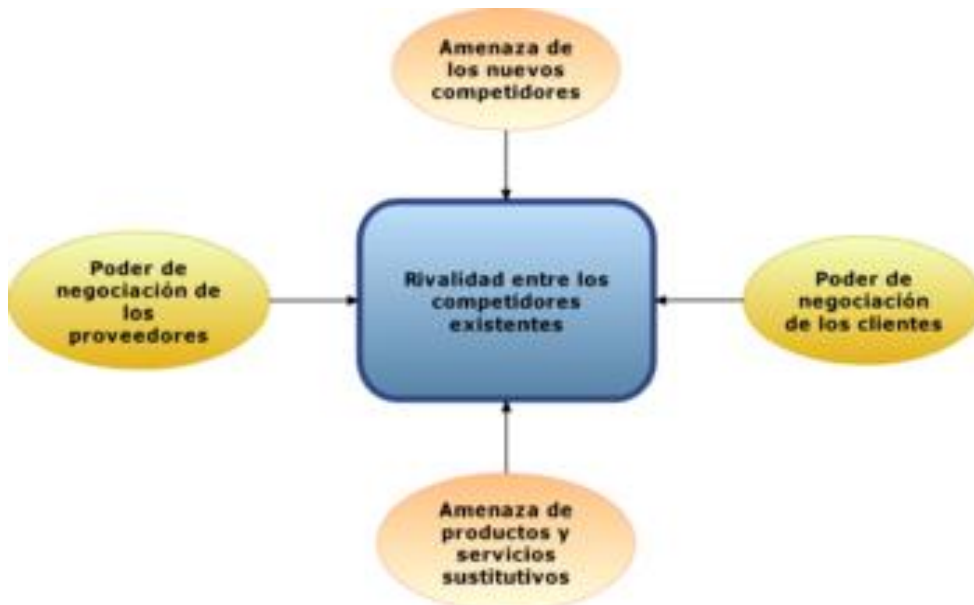 Amenaza de
los nuevos
competidores
Poder de
negociación de
los
proveedores
Rivalidad entre los
competidores
existentes
Poder de
negociación
de los clientes
Amenaza de
productos y
servicios
sustitutivos